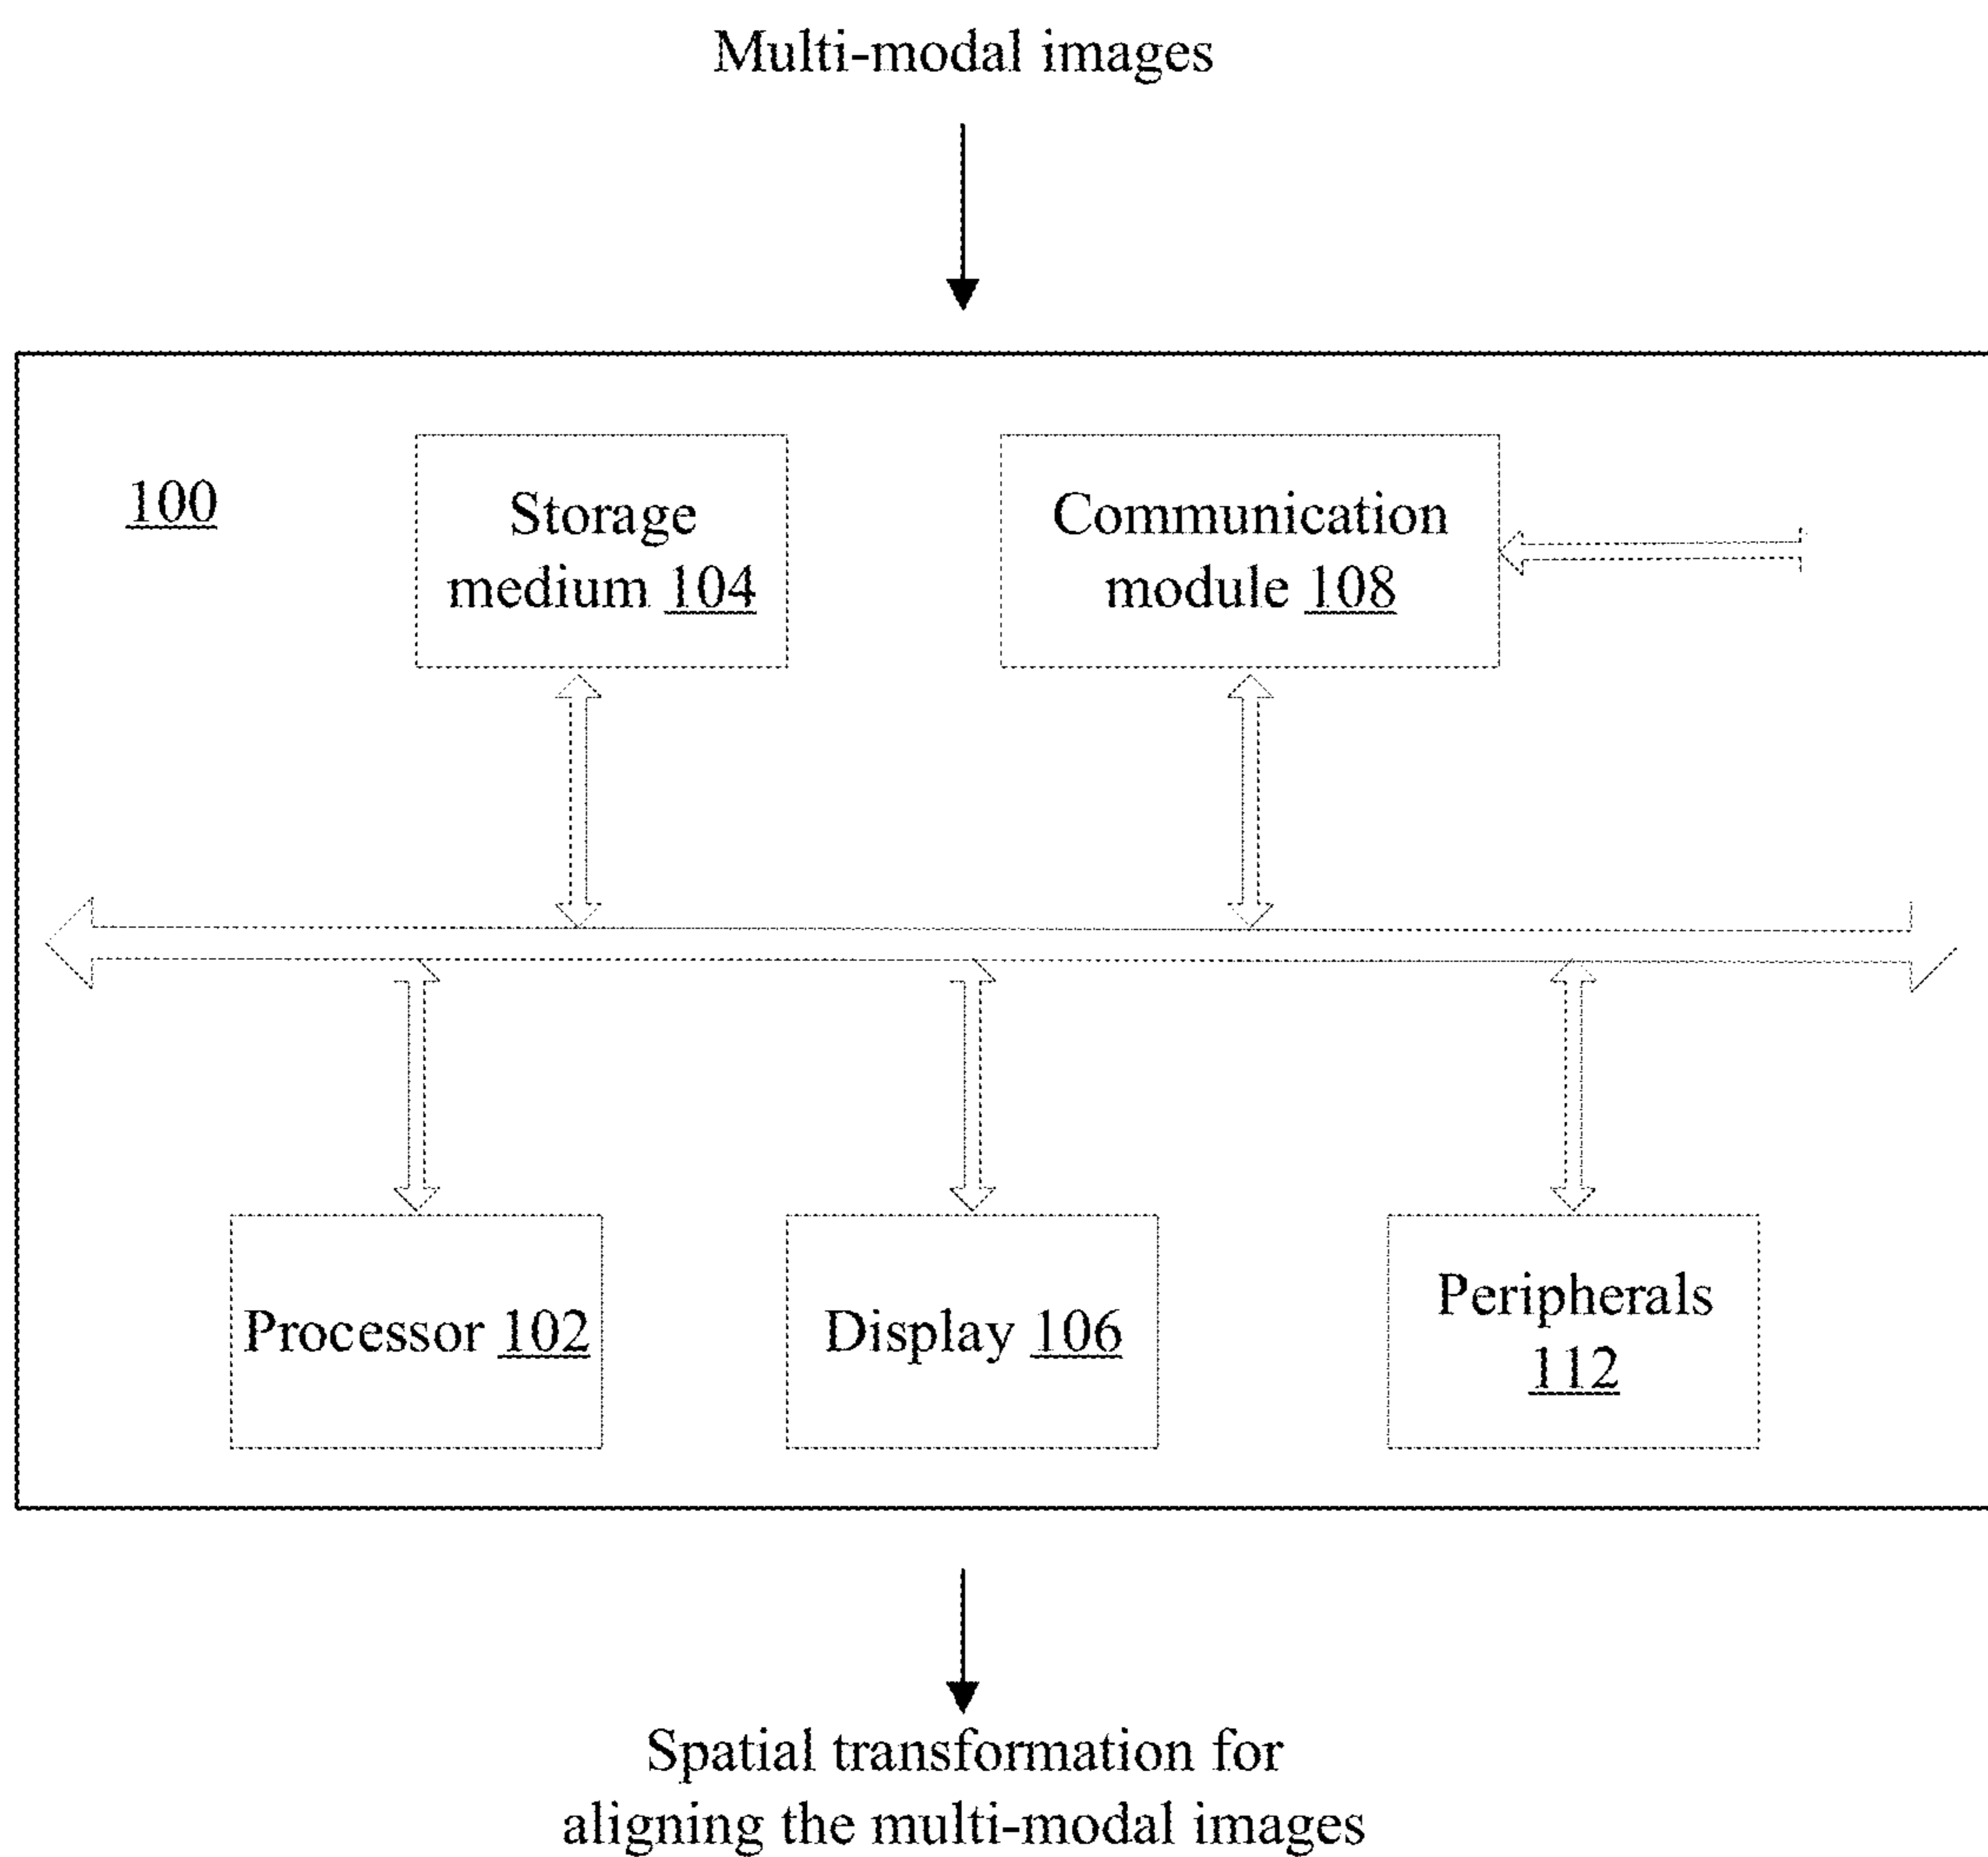 Multi-modal images
100
Storage
medium 104
Communication
module 108
Processor 102
Display 106
Peripherals
112
Spatial transformation for
aligning the multi-modal images